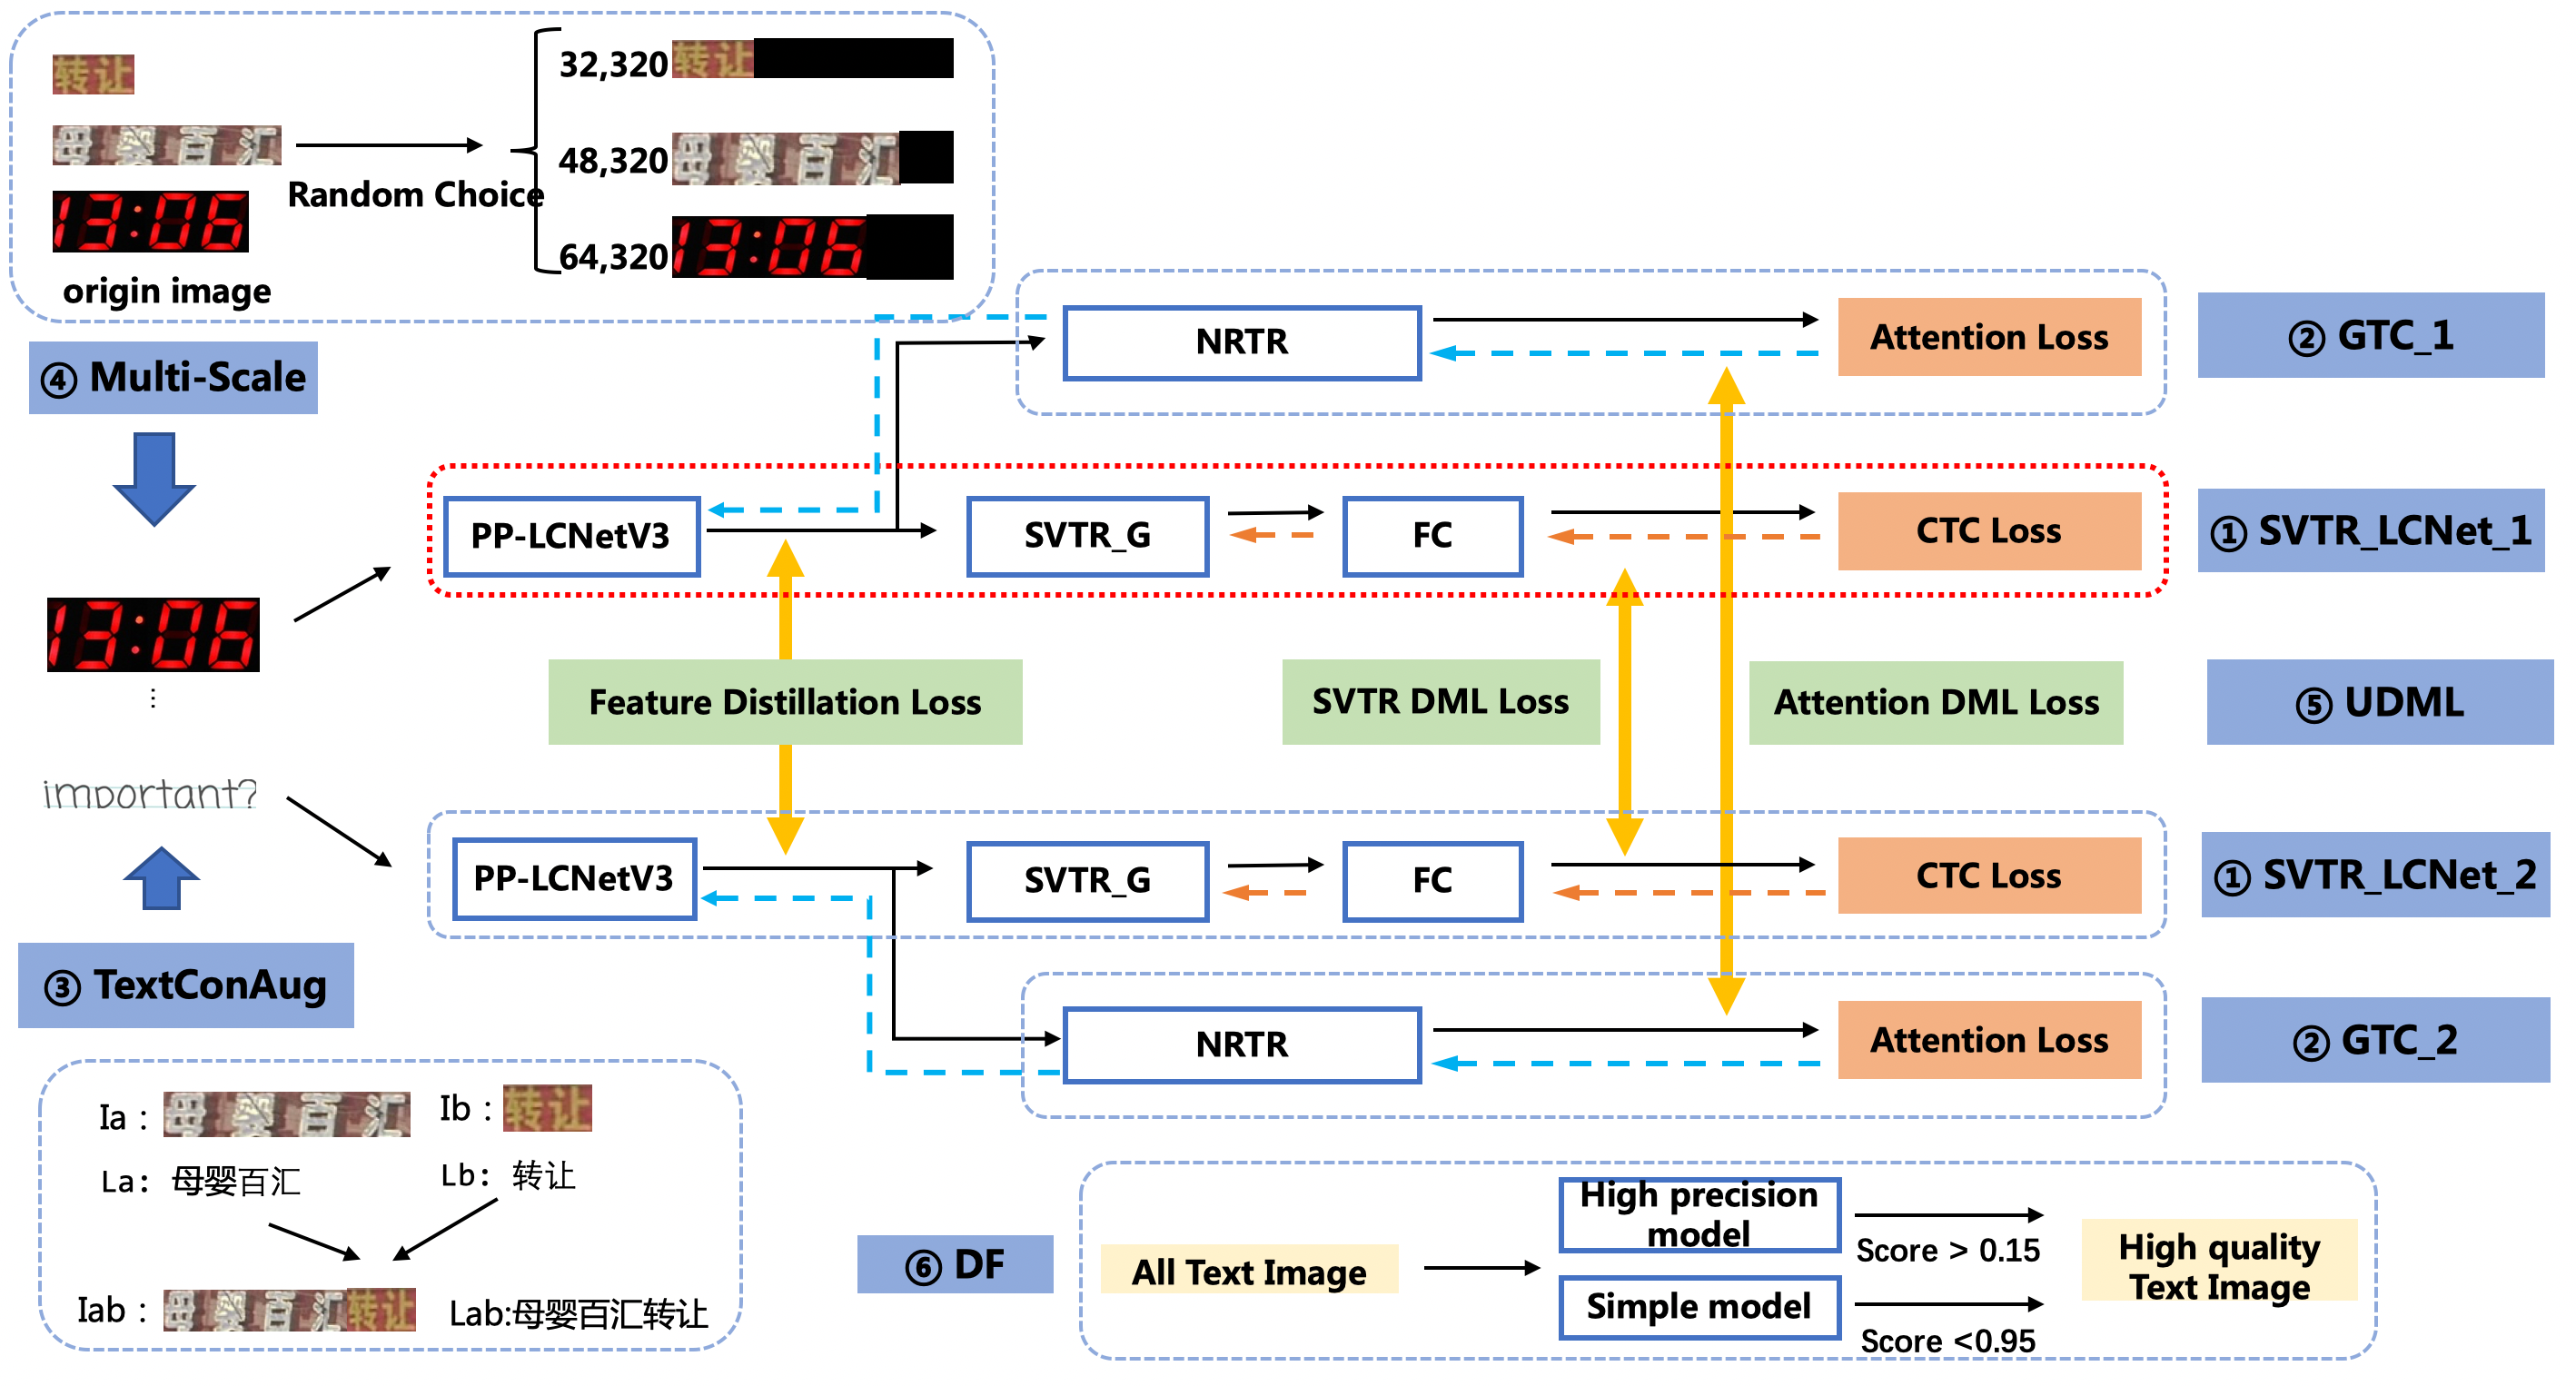 转让
母婴百汇
13:06
origin image
Random Choice
32,320
转让
48,320
母婴百汇
64,320
13:06
④ Multi-Scale
NRTR
Attention Loss
② GTC_1
PP-LCNetV3
SVTR_G
FC
CTC Loss
① SVTR_LCNet_1
13:06
⋮
Feature Distillation Loss
SVTR DML Loss
Attention DML Loss
⑤ UDML
important?
PP-LCNetV3
SVTR_G
FC
CTC Loss
① SVTR_LCNet_2
③ TextConAug
NRTR
Attention Loss
② GTC_2
Ia :
母婴百汇
Ib :
转让
La: 母婴百汇
Lb: 转让
Iab :
母婴百汇转让
Lab:母婴百汇转让
⑥ DF
All Text Image
High precision
model
Score > 0.15
Simple model
Score <0.95
High quality
Text Image